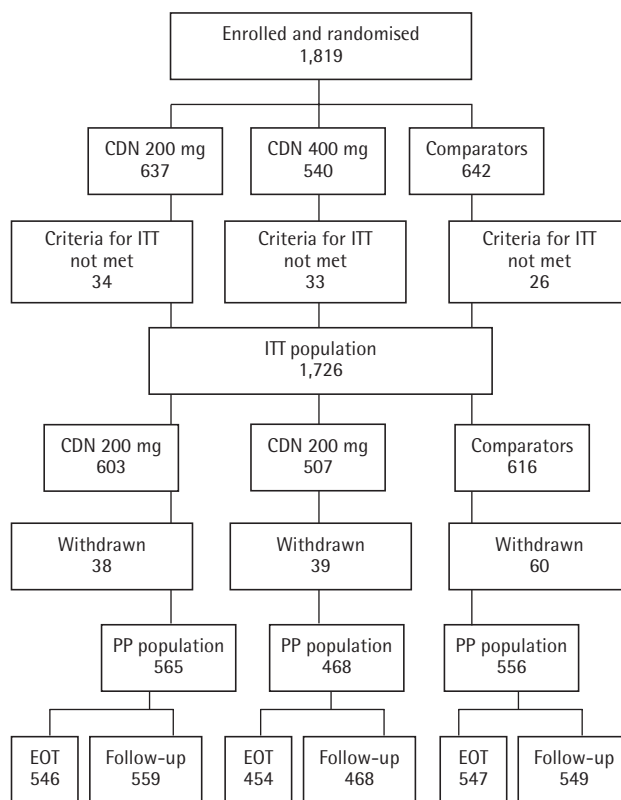 Enrolled and randomised
1,819
CDN 200 mg
637
CDN 400 mg
540
Comparators
642
Criteria for ITT
not met
34
Criteria for ITT
not met
33
Criteria for ITT
not met
26
ITT population
1,726
CDN 200 mg
603
CDN 200 mg
507
Comparators
616
Withdrawn
38
Withdrawn
39
Withdrawn
60
PP population
565
PP population
468
PP population
556
EOT
546
Follow-up
559
EOT
454
Follow-up
468
EOT
547
Follow-up
549